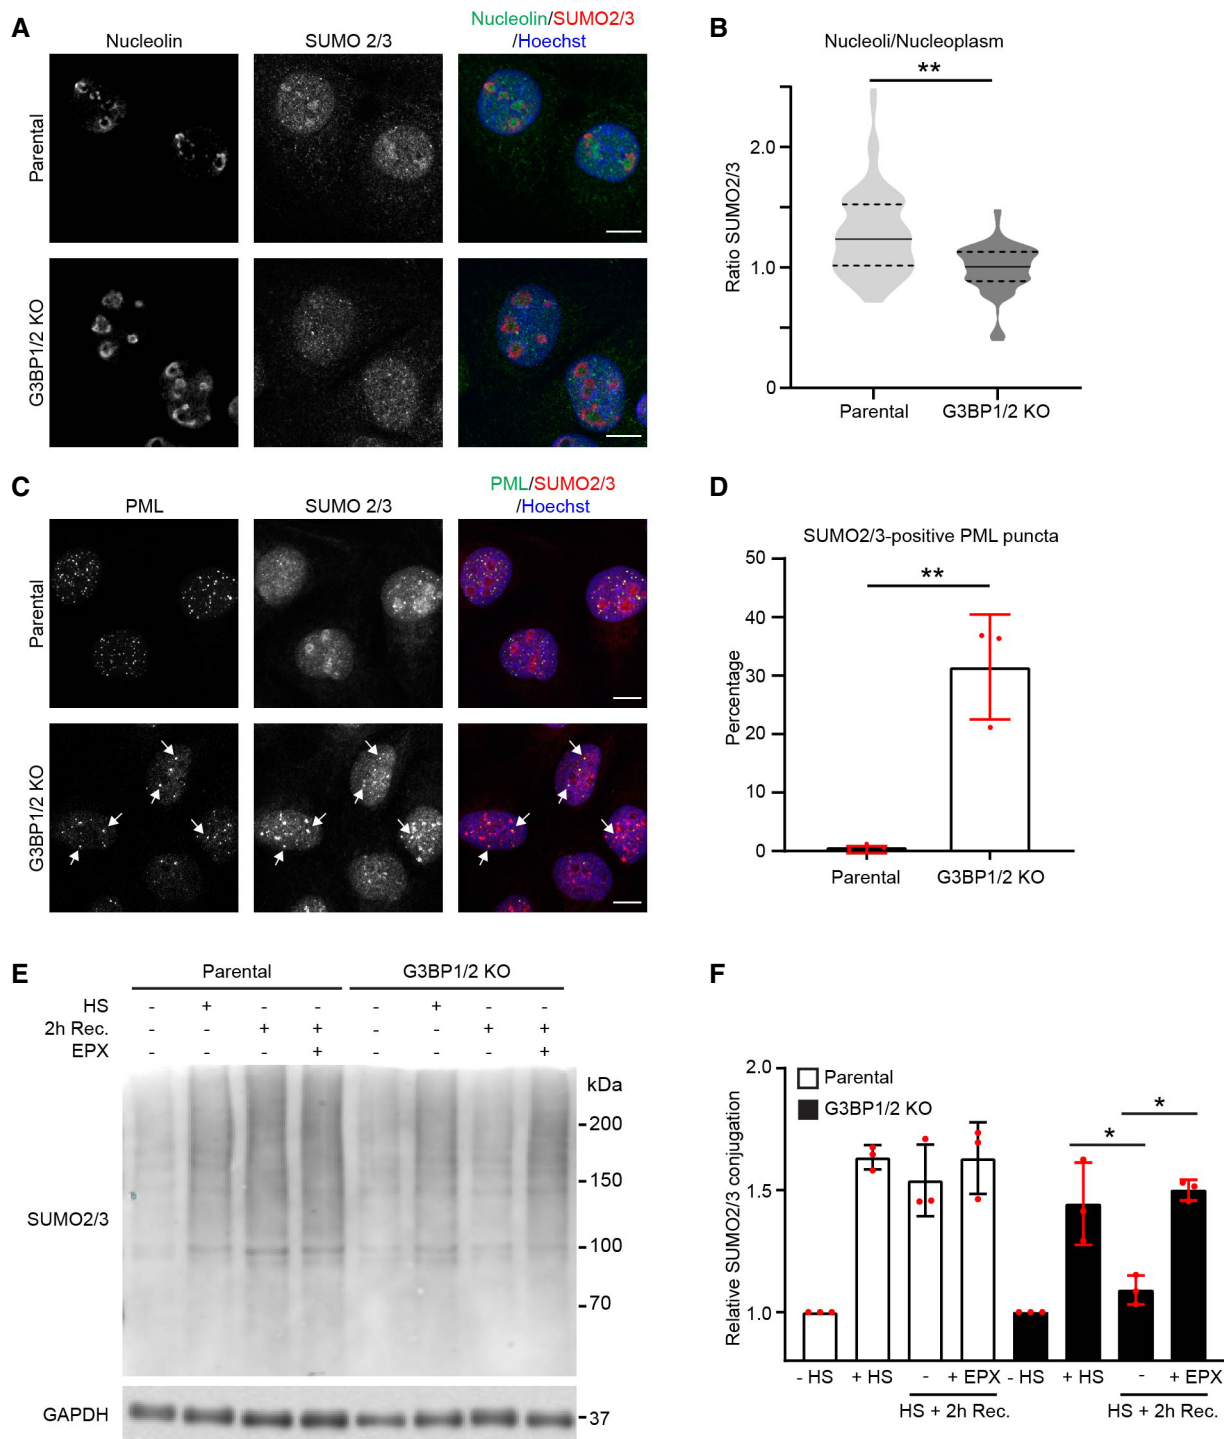 A
Nucleolin
SUMO 2/3
Nucleolin/SUMO2/3
/Hoechst
Parental
G3BP1/2 KO
B
Nucleoli/Nucleoplasm
**
Ratio SUMO2/3
2.0
1.0
0
Parental
G3BP1/2 KO
C
PML
SUMO 2/3
PML/SUMO2/3
/Hoechst
Parental
G3BP1/2 KO
D
SUMO2/3-positive PML puncta
**
Percentage
50
40
30
20
10
0
Parental
G3BP1/2 KO
E
Parental
G3BP1/2 KO
HS - + - - - + - -
2h Rec. - - + + - - + +
EPX - - - + - - - +
kDa
-200
-150
-100
-70
SUMO2/3
GAPDH
-37
F
Parental
G3BP1/2 KO
*
*
Relative SUMO2/3 conjugation
2.0
1.5
1.0
- HS + HS - + EPX - HS + HS - + EPX
HS + 2h Rec. HS + 2h Rec.